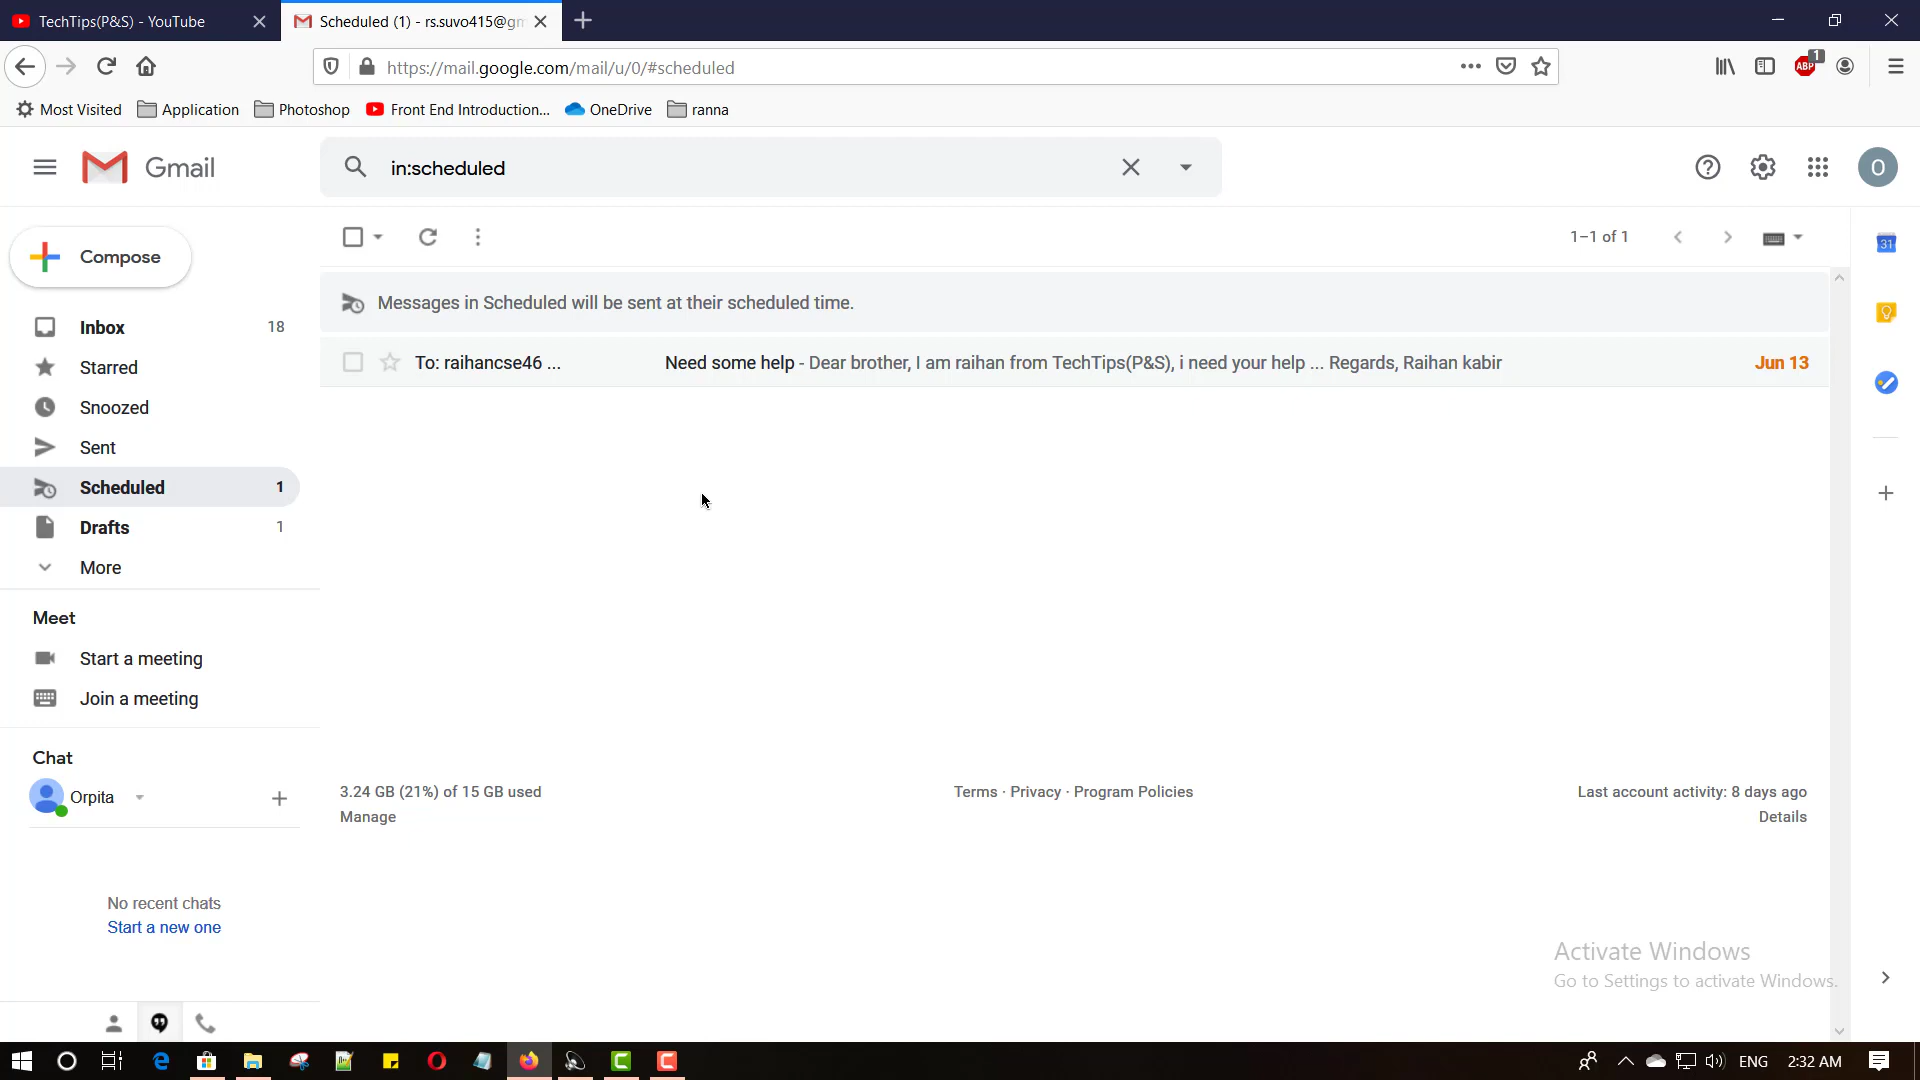 TechTips(P&S) - YouTube
Scheduled (1) - rs.suvo415@gm
https://mail.google.com/mail/u/0/#scheduled
ABP 1
Most Visited Application Photoshop Front End Introduction... OneDrive ranna
Gmail
in:scheduled
O
Compose
1–1 of 1
31
Messages in Scheduled will be sent at their scheduled time.
To: raihancse46 ... Need some help - Dear brother, I am raihan from TechTips(P&S), i need your help ... Regards, Raihan kabir Jun 13
Inbox 18
Starred
Snoozed
Sent
Scheduled 1
Drafts 1
More
Meet
Start a meeting
Join a meeting
Chat
Orpita
3.24 GB (21%) of 15 GB used
Manage
Terms · Privacy · Program Policies
Last account activity: 8 days ago
Details
No recent chats
Start a new one
Activate Windows
Go to Settings to activate Windows.
ENG 2:32 AM